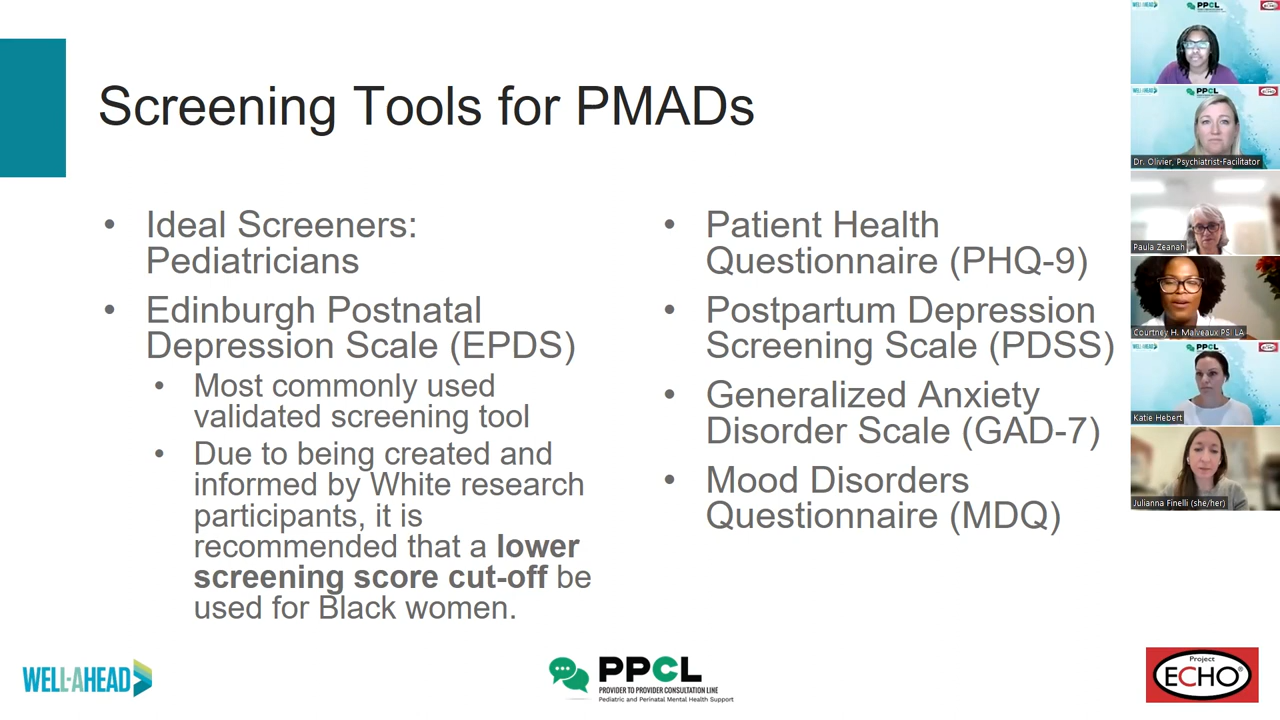 Screening Tools for PMADs
• Ideal Screeners:
Pediatricians
• Edinburgh Postnatal
Depression Scale (EPDS)
• Most commonly used
validated screening tool
• Due to being created and
informed by White research
participants, it is
recommended that a lower
screening score cut-off be
used for Black women.
• Patient Health
Questionnaire (PHQ-9)
• Postpartum Depression
Screening Scale (PDSS)
• Generalized Anxiety
Disorder Scale (GAD-7)
• Mood Disorders
Questionnaire (MDQ)
PPCL
PPCL
Dr. Olivier, Psychiatrist-Facilitator
Paula Zeanah
Courtney H. Malveaux PSI LA
PPCL
Katie Hebert
Julianna Finelli (she/her)
WELL-AHEAD
PPCL
PROVIDER TO PROVIDER CONSULTATION LINE
Pediatric and Perinatal Mental Health Support
Project
ECHO®